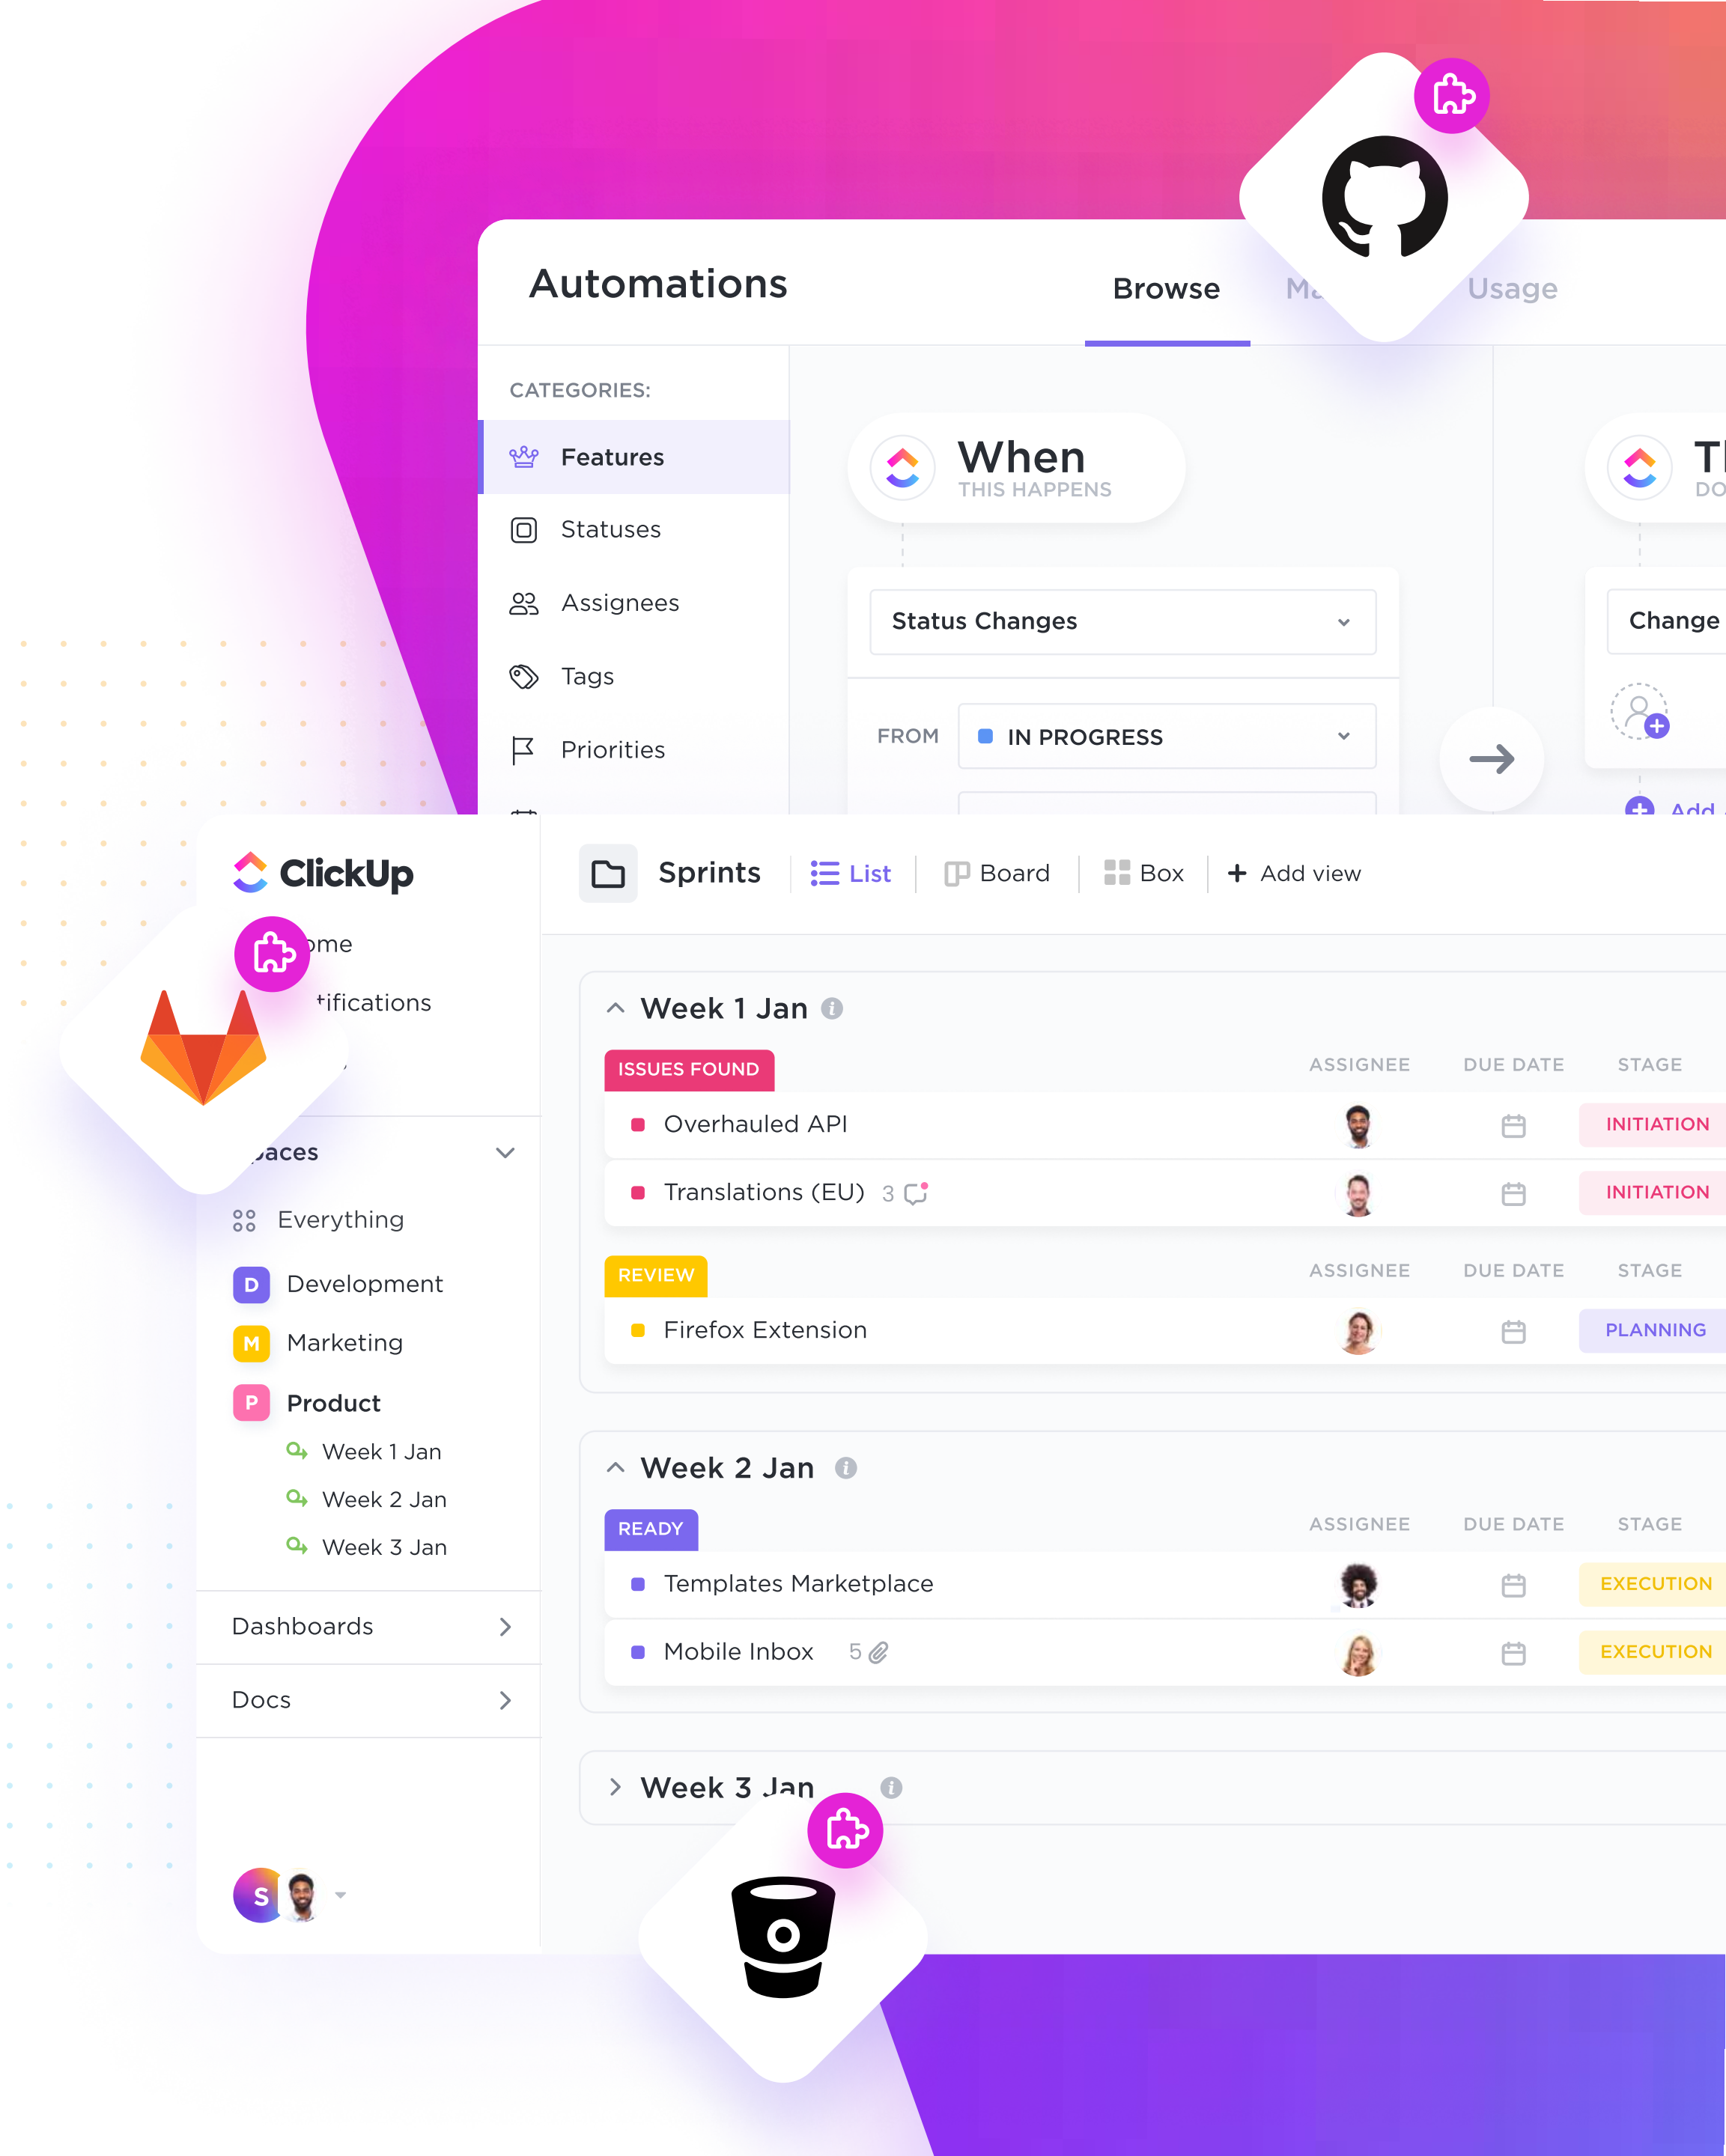 Automations
Browse
Usage
CATEGORIES:
Features
Statuses
Assignees
Tags
Priorities
When
THIS HAPPENS
Status Changes
FROM
IN PROGRESS
Change
Add
ClickUp
Sprints
List
Board
Box
+ Add view
Everything
D Development
M Marketing
P Product
Week 1 Jan
Week 2 Jan
Week 3 Jan
Dashboards
Docs
S
Week 1 Jan
ISSUES FOUND
ASSIGNEE DUE DATE STAGE
Overhauled API INITIATION
Translations (EU) 3 INITIATION
REVIEW
ASSIGNEE DUE DATE STAGE
Firefox Extension PLANNING
Week 2 Jan
READY
ASSIGNEE DUE DATE STAGE
Templates Marketplace EXECUTION
Mobile Inbox 5 EXECUTION
Week 3 Jan